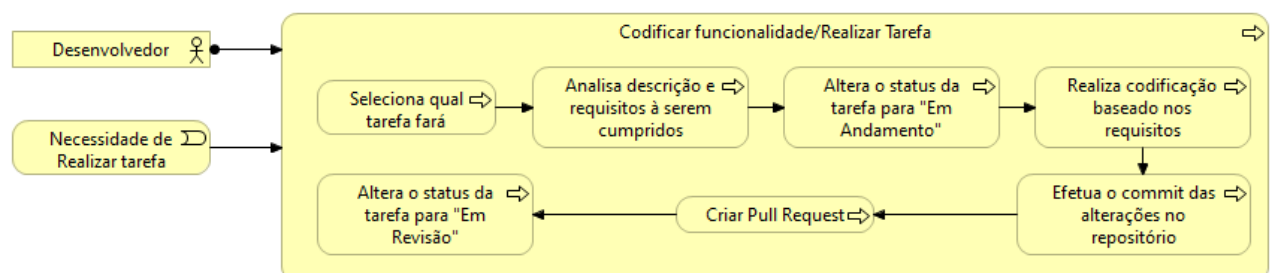 Codificar funcionalidade/Realizar Tarefa
Desenvolvedor
Necessidade de
Realizar tarefa
Seleciona qual
tarefa fará
Analisa descrição e
requisitos à serem
cumpridos
Altera o status da
tarefa para "Em
Andamento"
Realiza codificação
baseado nos
requisitos
Efetua o commit das
alterações no
repositório
Criar Pull Request
Altera o status da
tarefa para "Em
Revisão"